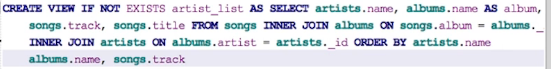 CREATE VIEW IF NOT EXISTS artist_list AS SELECT artists.name, albums.name AS album,
songs.track, songs.title FROM songs INNER JOIN albums ON songs.album = albums._
INNER JOIN artists ON albums.artist = artists._id ORDER BY artists.name
albums.name, songs.track